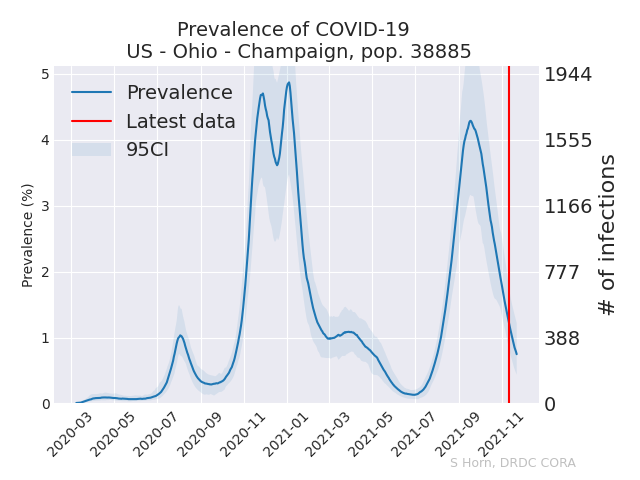 Prevalence of COVID-19
US - Ohio - Champaign, pop. 38885
Prevalence
Latest data
95CI
Prevalence (%)
5
4
3
2
1
0
1944
1555
1166
777
388
0
# of infections
2020-03
2020-05
2020-07
2020-09
2020-11
2021-01
2021-03
2021-05
2021-07
2021-09
2021-11
S Horn, DRDC CORA